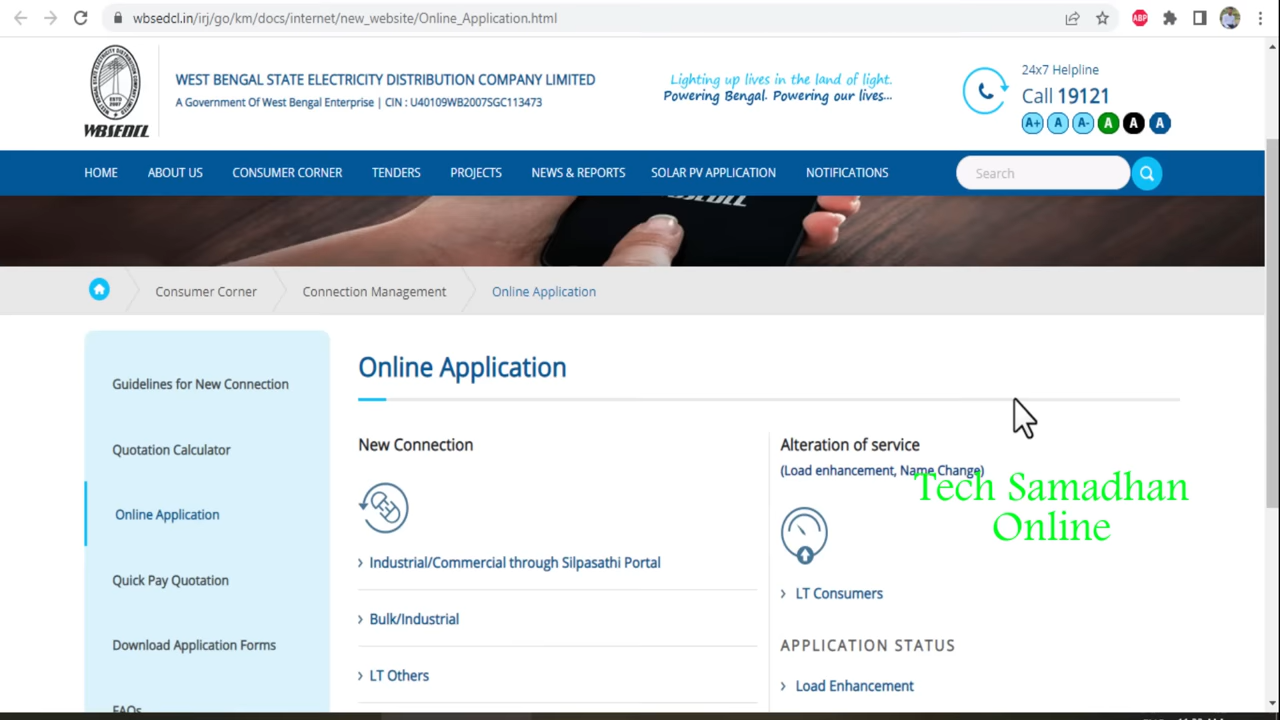 wbsedcl.in/irj/go/km/docs/internet/new_website/Online_Application.html
ABP
WBSEDCL
WEST BENGAL STATE ELECTRICITY DISTRIBUTION COMPANY LIMITED
A Government Of West Bengal Enterprise | CIN : U40109WB2007SGC113473
Lighting up lives in the land of light.
Powering Bengal. Powering our lives...
24x7 Helpline
Call 19121
A+ A A- A A A
HOME ABOUT US CONSUMER CORNER TENDERS PROJECTS NEWS & REPORTS SOLAR PV APPLICATION NOTIFICATIONS Search
WBSEDCL
Consumer Corner Connection Management Online Application
Guidelines for New Connection
Quotation Calculator
Online Application
Quick Pay Quotation
Download Application Forms
FAQs
Online Application
New Connection
› Industrial/Commercial through Silpasathi Portal
› Bulk/Industrial
› LT Others
Alteration of service
(Load enhancement, Name Change)
› LT Consumers
APPLICATION STATUS
› Load Enhancement
Tech Samadhan
Online